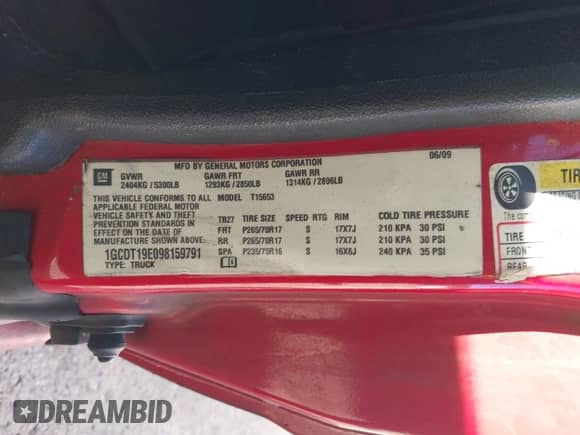 MFD BY GENERAL MOTORS CORPORATION 06/09
GM GVWR GAWR FRT GAWR RR
2404KG / 5300LB 1293KG / 2850LB 1314KG / 2896LB
THIS VEHICLE CONFORMS TO ALL MODEL T15653
APPLICABLE FEDERAL MOTOR
VEHICLE SAFETY AND THEFT TB27 TIRE SIZE SPEED RTG RIM COLD TIRE PRESSURE
PREVENTION STANDARDS IN FRT P265/70R17 S 17X7J 210 KPA 30 PSI
EFFECT ON THE DATE OF RR P265/70R17 S 17X7J 210 KPA 30 PSI
MANUFACTURE SHOWN ABOVE. SPA P235/75R16 S 16X6J 240 KPA 35 PSI
1GCDT19E098159791
TYPE: TRUCK
TIR
The com
TIRE
FRONT
REAR
DREAMBID